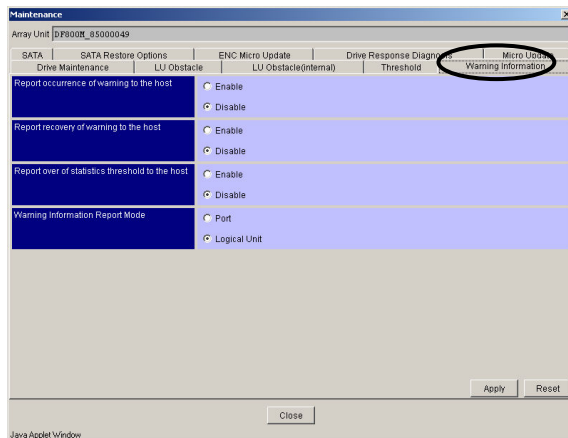 Maintenance
Array Unit DF800M_85000049
SATA SATA Restore Options ENC Micro Update Drive Response Diagnosis Micro Update
Drive Maintenance LU Obstacle LU Obstacle(internal) Threshold Warning Information
Report occurrence of warning to the host
Enable
Disable
Report recovery of warning to the host
Enable
Disable
Report over of statistics threshold to the host
Enable
Disable
Warning Information Report Mode
Port
Logical Unit
Apply Reset
Close
Java Applet Window